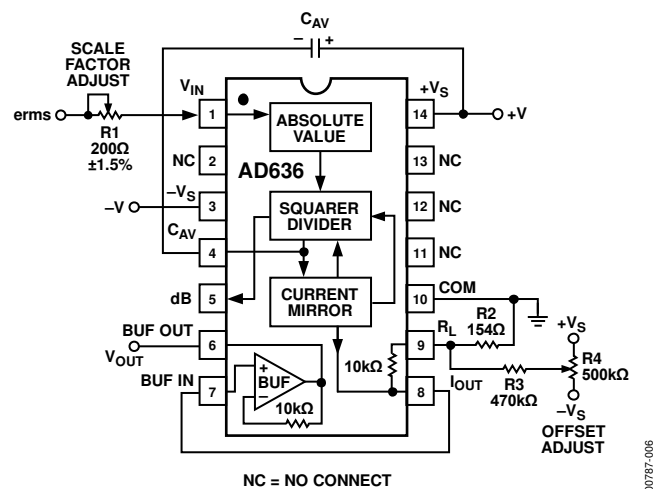 CAV
– +
SCALE
FACTOR
ADJUST
VIN
+VS
erms
1
ABSOLUTE
VALUE
14
+V
R1
200Ω
±1.5%
NC
2
AD636
13
NC
–VS
–V
3
SQUARER
DIVIDER
12
NC
CAV
4
11
NC
dB
5
CURRENT
MIRROR
10
COM
R2
154Ω
+VS
BUF OUT
VOUT
6
10kΩ
9
RL
R4
500kΩ
BUF IN
7
+
BUF
–
10kΩ
8
IOUT
R3
470kΩ
–VS
OFFSET
ADJUST
NC = NO CONNECT
00787-006